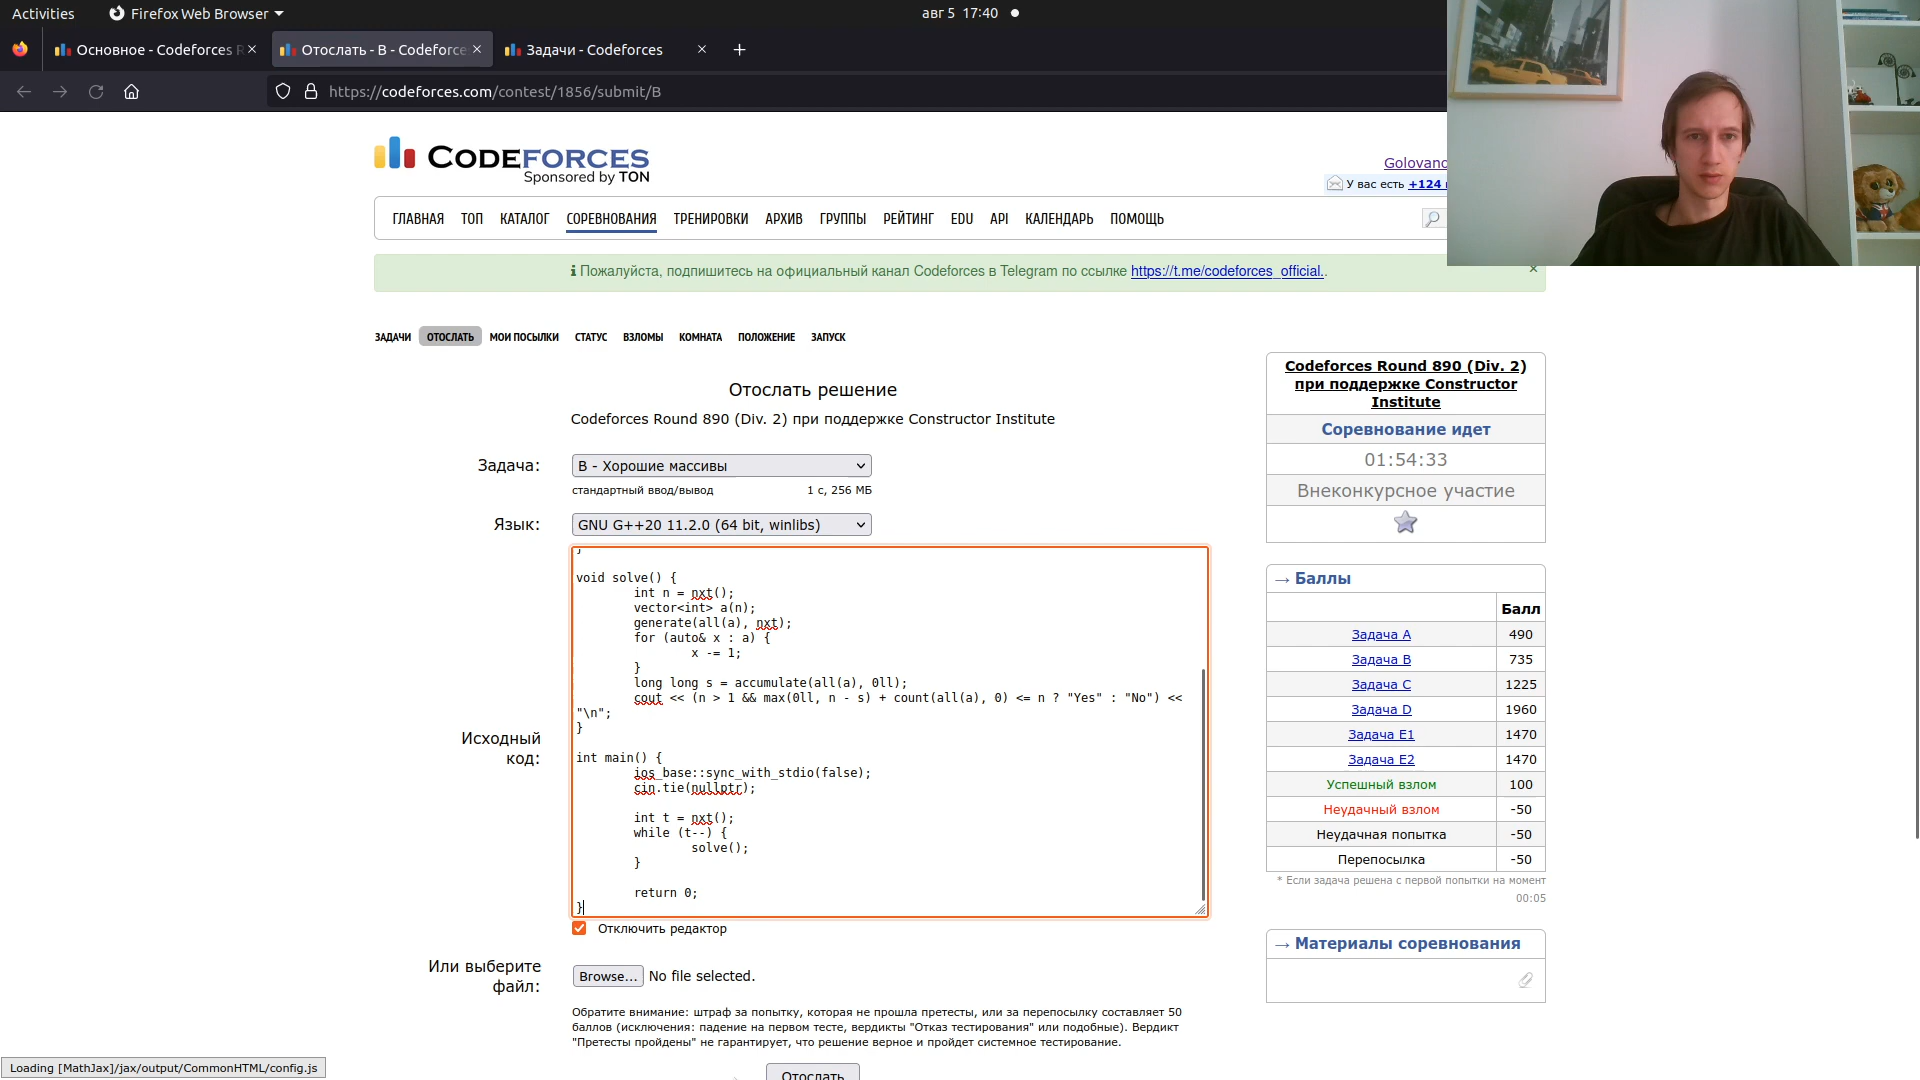 Activities
Firefox Web Browser
авг 5 17:40
Основное - Codeforces
Отослать - B - Codeforce
Задачи - Codeforces
https://codeforces.com/contest/1856/submit/B
CODEFORCES
Sponsored by TON
Golovano
У вас есть +124
ГЛАВНАЯ ТОП КАТАЛОГ СОРЕВНОВАНИЯ ТРЕНИРОВКИ АРХИВ ГРУППЫ РЕЙТИНГ EDU API КАЛЕНДАРЬ ПОМОЩЬ
Пожалуйста, подпишитесь на официальный канал Codeforces в Telegram по ссылке https://t.me/codeforces_official..
ЗАДАЧИ ОТОСЛАТЬ МОИ ПОСЫЛКИ СТАТУС ВЗЛОМЫ КОМНАТА ПОЛОЖЕНИЕ ЗАПУСК
Отослать решение
Codeforces Round 890 (Div. 2) при поддержке Constructor Institute
Задача:
B - Хорошие массивы
стандартный ввод/вывод
1 с, 256 МБ
Язык:
GNU G++20 11.2.0 (64 bit, winlibs)
Исходный
код:
}
void solve() {
int n = nxt();
vector<int> a(n);
generate(all(a), nxt);
for (auto& x : a) {
x -= 1;
}
long long s = accumulate(all(a), 0ll);
cout << (n > 1 && max(0ll, n - s) + count(all(a), 0) <= n ? "Yes" : "No") <<
"\n";
}
int main() {
ios_base::sync_with_stdio(false);
cin.tie(nullptr);
int t = nxt();
while (t--) {
solve();
}
return 0;
}
Отключить редактор
Или выберите
файл:
Browse... No file selected.
Обратите внимание: штраф за попытку, которая не прошла претесты, или за перепосылку составляет 50
баллов (исключения: падение на первом тесте, вердикты "Отказ тестирования" или подобные). Вердикт
"Претесты пройдены" не гарантирует, что решение верное и пройдет системное тестирование.
Отослать
Codeforces Round 890 (Div. 2)
при поддержке Constructor
Institute
Соревнование идет
01:54:33
Внеконкурсное участие
→ Баллы
Балл
Задача A 490
Задача B 735
Задача C 1225
Задача D 1960
Задача E1 1470
Задача E2 1470
Успешный взлом 100
Неудачный взлом -50
Неудачная попытка -50
Перепосылка -50
* Если задача решена с первой попытки на момент
00:05
→ Материалы соревнования
Loading [MathJax]/jax/output/CommonHTML/config.js